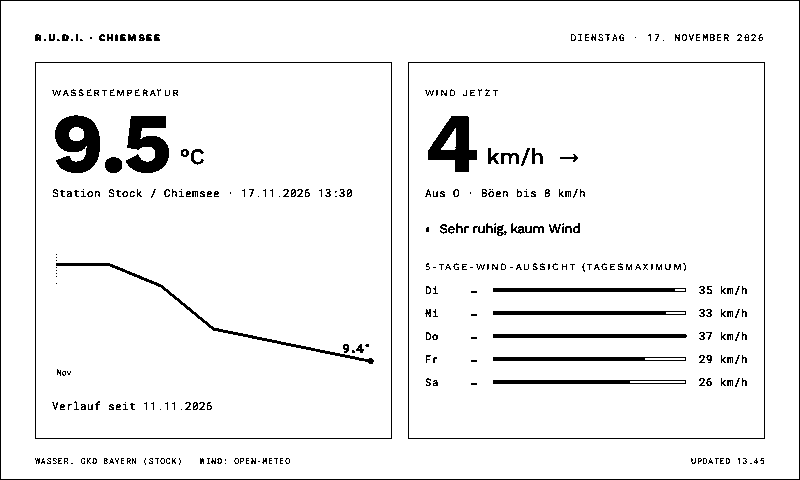 R.U.D.I. · CHIEMSEE
DIENSTAG · 17. NOVEMBER 2026
WASSERTEMPERATUR
9.5 °C
Station Stock / Chiemsee · 17.11.2026 13:30
9.4°
Nov
Verlauf seit 11.11.2026
WIND JETZT
4 km/h →
Aus O · Böen bis 8 km/h
Sehr ruhig, kaum Wind
5-TAGE-WIND-AUSSICHT (TAGESMAXIMUM)
Di – 35 km/h
Mi – 33 km/h
Do – 37 km/h
Fr – 29 km/h
Sa – 26 km/h
WASSER: GKD BAYERN (STOCK) WIND: OPEN-METEO
UPDATED 13:45